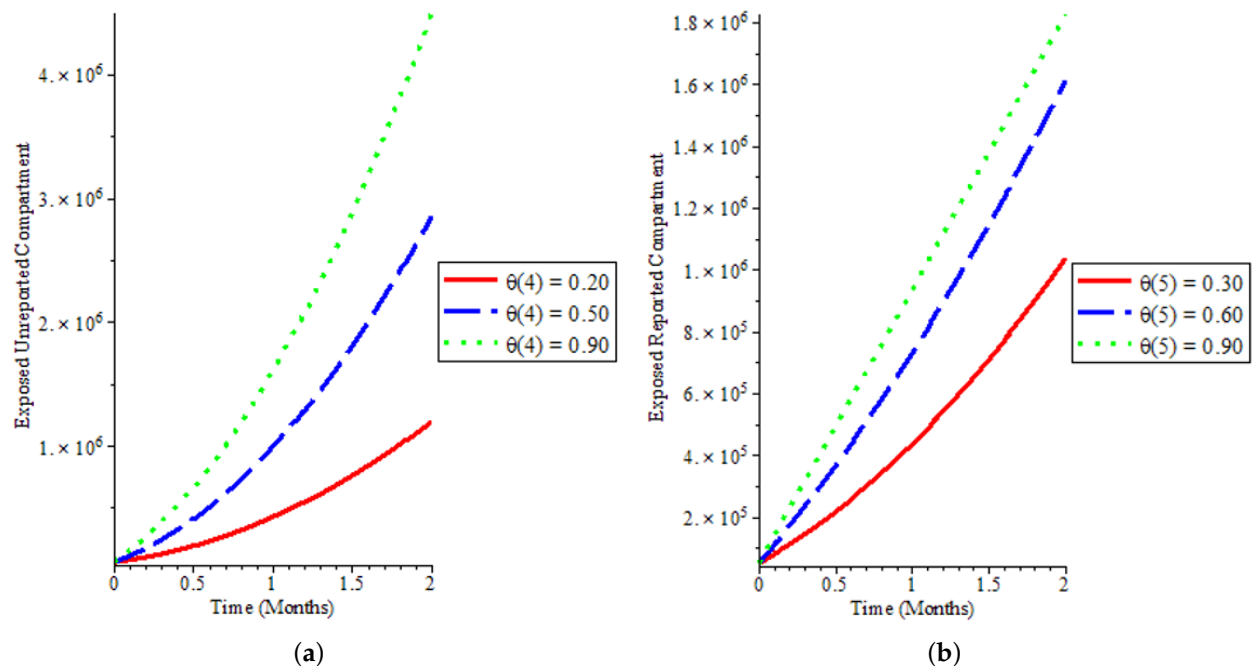 Exposed Unreported Compartment
4. × 10⁶
3. × 10⁶
2. × 10⁶
1. × 10⁶
0 0.5 1 1.5 2
Time (Months)
θ(4) = 0.20
θ(4) = 0.50
θ(4) = 0.90
(a)
Exposed Reported Compartment
1.8 × 10⁶
1.6 × 10⁶
1.4 × 10⁶
1.2 × 10⁶
1. × 10⁶
8. × 10⁵
6. × 10⁵
4. × 10⁵
2. × 10⁵
0 0.5 1 1.5 2
Time (Months)
θ(5) = 0.30
θ(5) = 0.60
θ(5) = 0.90
(b)